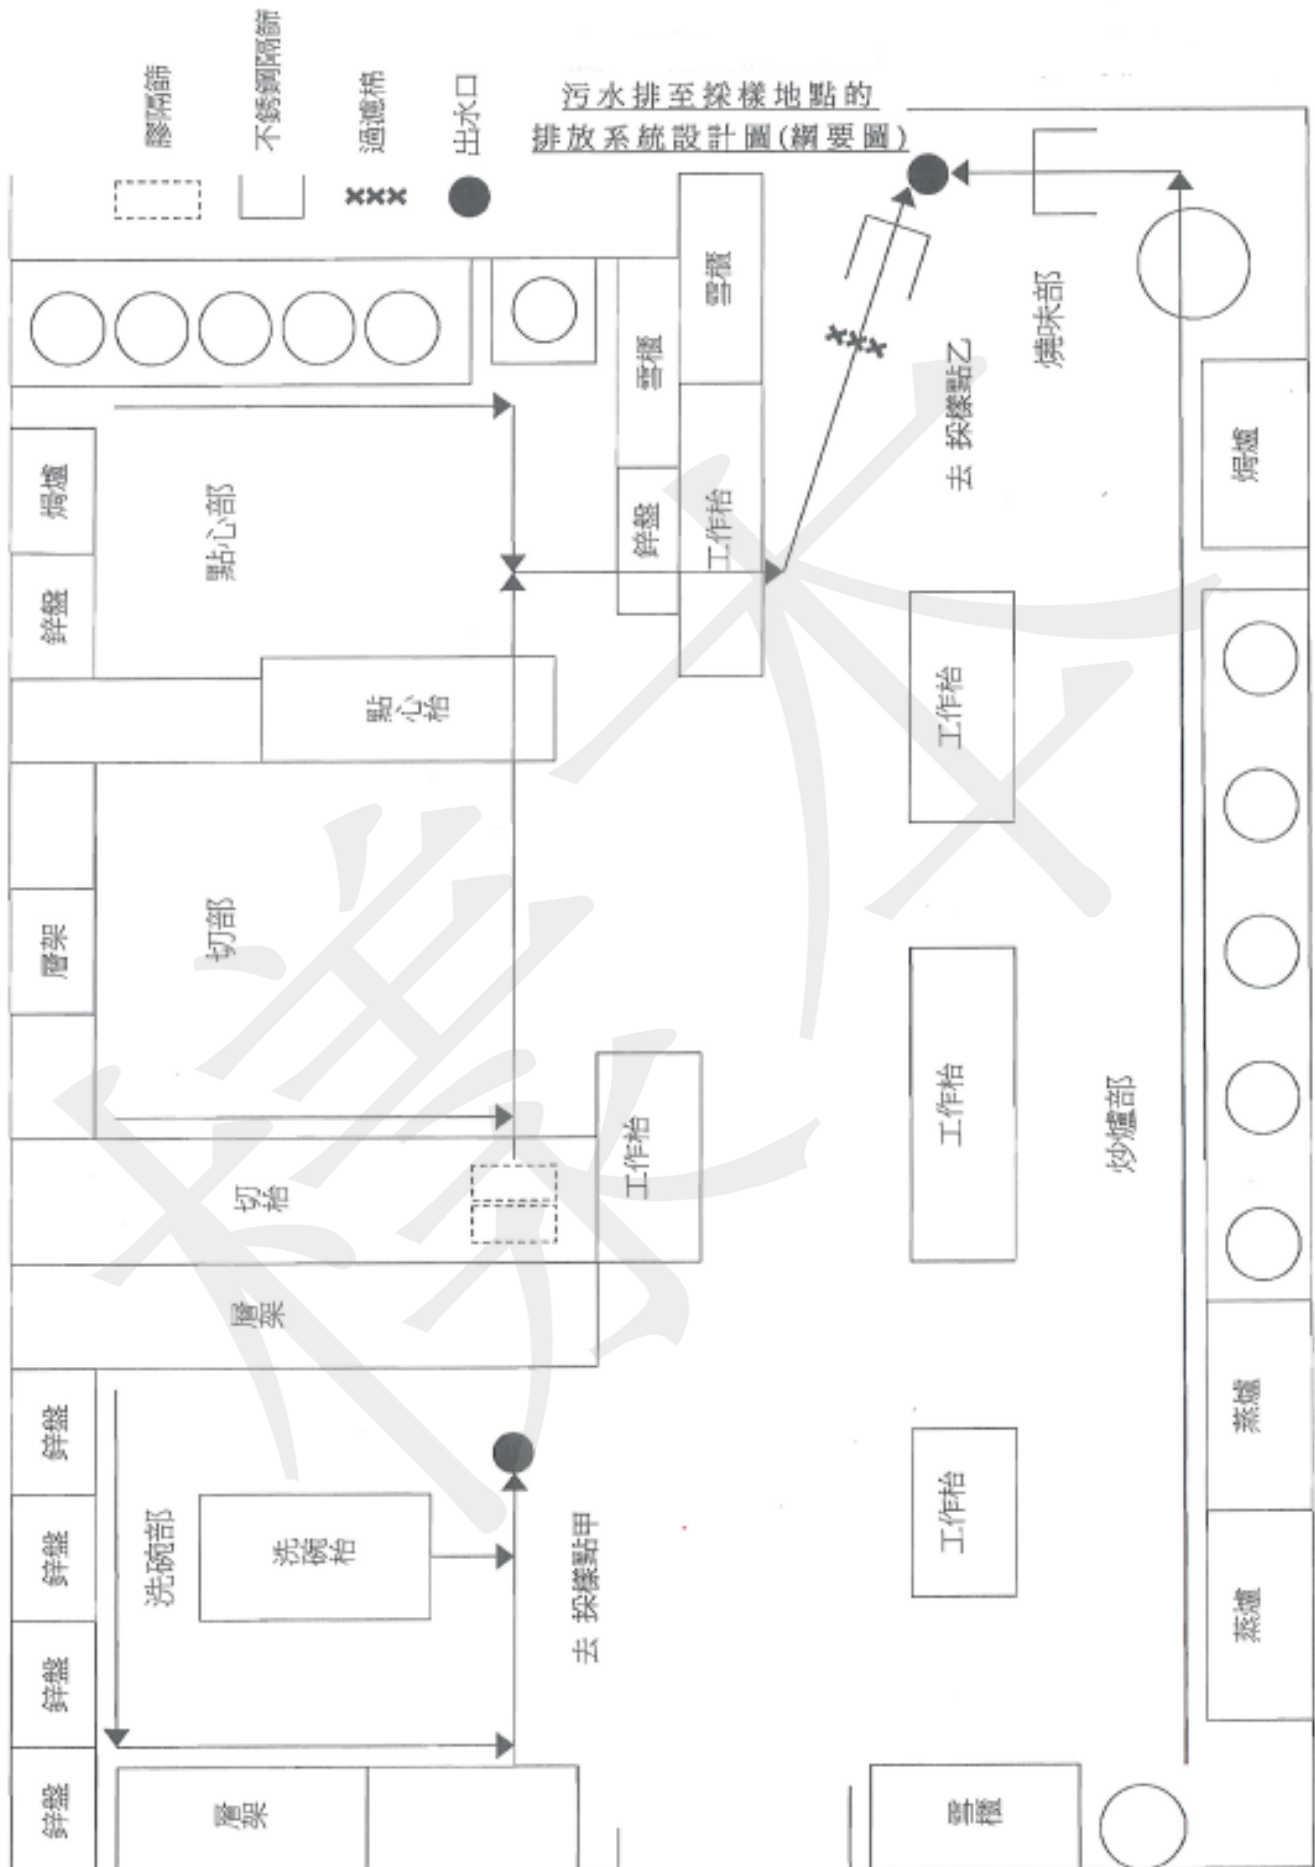 污水排至採樣地點的
排放系統設計圖(綱要圖)
膠隔篩
不銹鋼隔篩
過濾棉
出水口
焗爐
鋅盤
點心部
點心枱
雪櫃
雪櫃
鋅盤
工作枱
去 採樣點乙
燒味部
焗爐
層架
切部
切枱
工作枱
層架
工作枱
工作枱
工作枱
炒爐部
鋅盤
鋅盤
鋅盤
鋅盤
洗碗部
洗碗枱
去 採樣點甲
層架
雪櫃
蒸爐
蒸爐
樣本